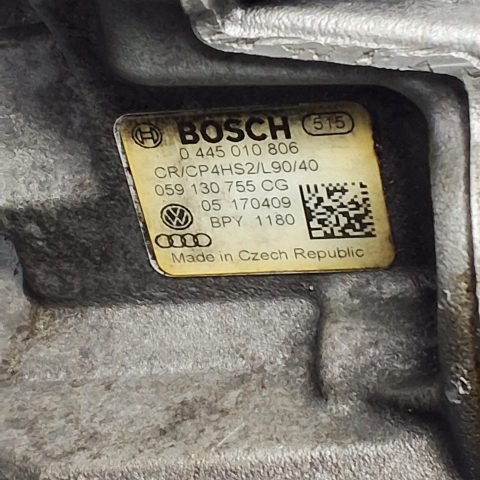 BOSCH 515
0 445 010 806
CR/CP4HS2/L90/40
059 130 755 CG
05 170409
BPY 1180
Made in Czech Republic